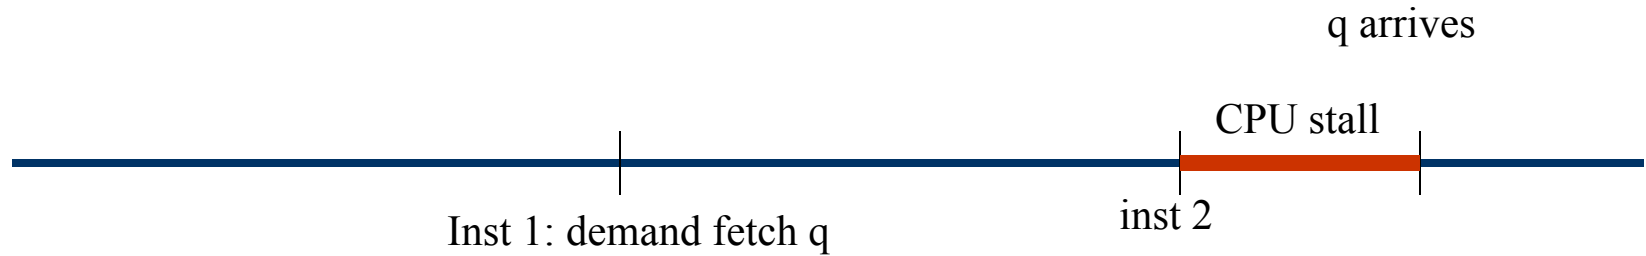 q arrives
CPU stall
Inst 1: demand fetch q
inst 2